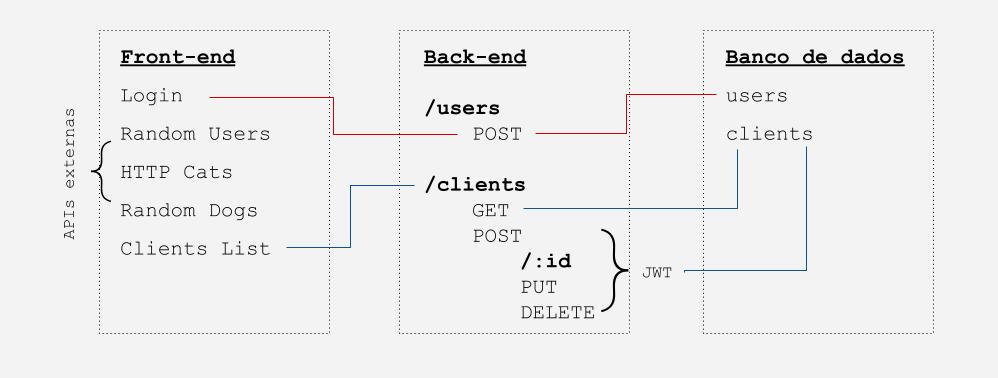 APIs externas
Front-end
Login
Random Users
HTTP Cats
Random Dogs
Clients List
Back-end
/users
POST
/clients
GET
POST
/:id
PUT
DELETE
JWT
Banco de dados
users
clients